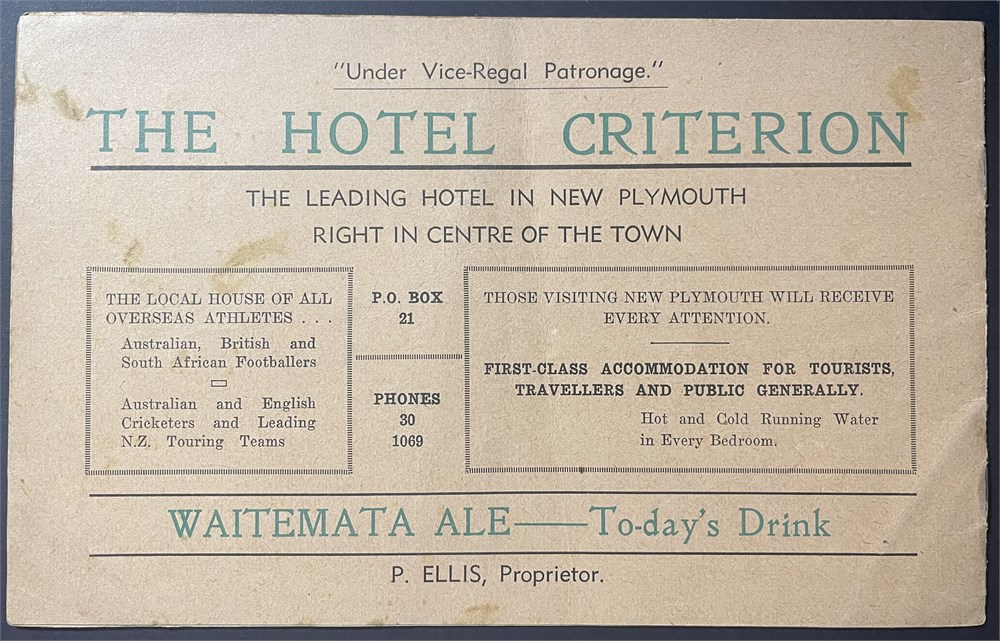 "Under Vice-Regal Patronage."
THE HOTEL CRITERION
THE LEADING HOTEL IN NEW PLYMOUTH
RIGHT IN CENTRE OF THE TOWN
THE LOCAL HOUSE OF ALL
OVERSEAS ATHLETES . . .
Australian, British and
South African Footballers
Australian and English
Cricketers and Leading
N.Z. Touring Teams
P.O. BOX
21
PHONES
30
1069
THOSE VISITING NEW PLYMOUTH WILL RECEIVE
EVERY ATTENTION.
FIRST-CLASS ACCOMMODATION FOR TOURISTS,
TRAVELLERS AND PUBLIC GENERALLY.
Hot and Cold Running Water
in Every Bedroom.
WAITEMATA ALE—To-day's Drink
P. ELLIS, Proprietor.